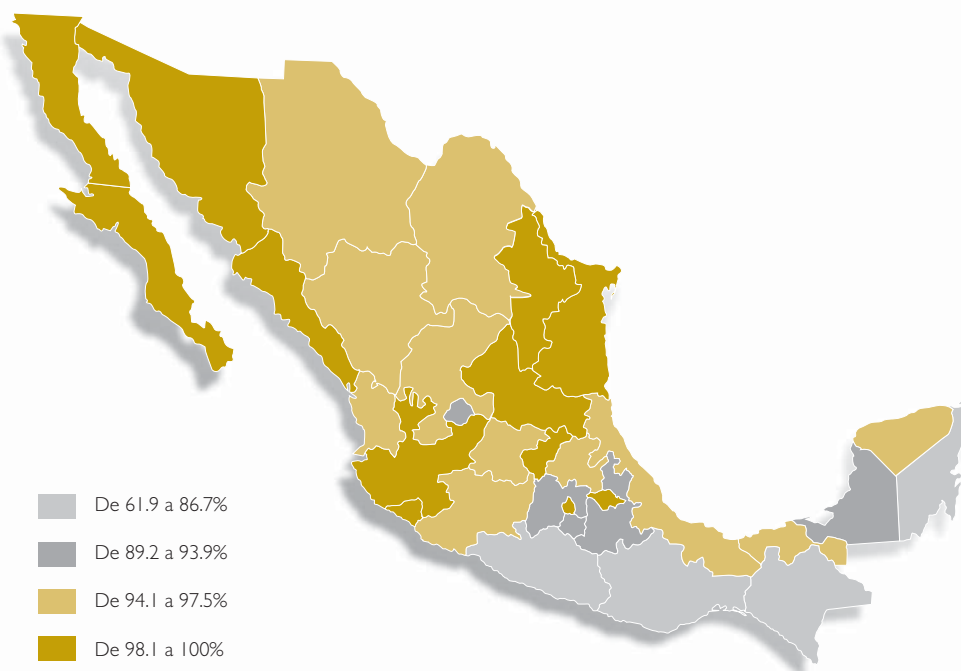 De 61.9 a 86.7%
De 89.2 a 93.9%
De 94.1 a 97.5%
De 98.1 a 100%